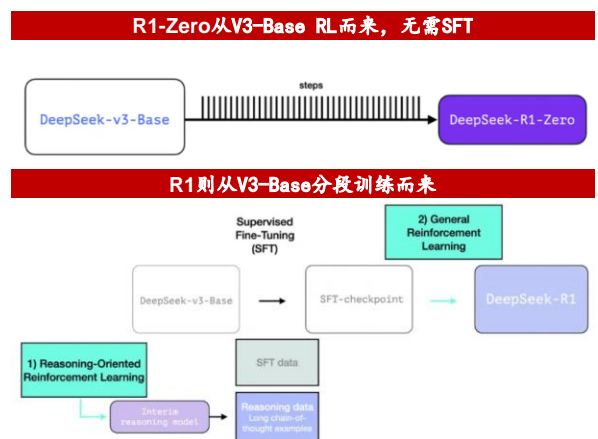 R1-Zero从V3-Base RL而来，无需SFT
steps
DeepSeek-v3-Base
DeepSeek-R1-Zero
R1则从V3-Base分段训练而来
Supervised
Fine-Tuning
(SFT)
2) General
Reinforcement
Learning
DeepSeek-v3-Base
SFT-checkpoint
DeepSeek-R1
1) Reasoning-Oriented
Reinforcement Learning
SFT data
Interim
reasoning model
Reasoning data
Long chain-of-
thought examples